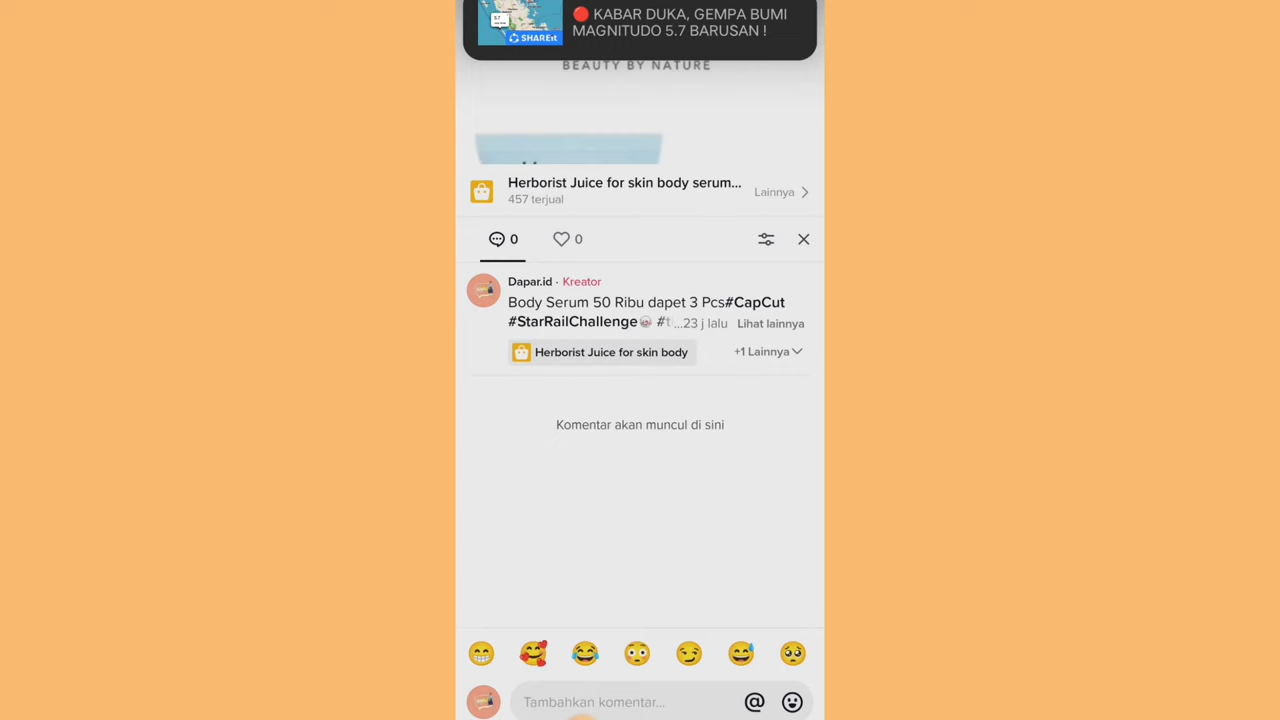 🔴 KABAR DUKA, GEMPA BUMI
MAGNITUDO 5.7 BARUSAN !
5.7
SHAREit
BEAUTY BY NATURE
Herborist Juice for skin body serum...
457 terjual
Lainnya
0
0
Dapar.id · Kreator
Body Serum 50 Ribu dapet 3 Pcs#CapCut
#StarRailChallenge #t ...23 j lalu Lihat lainnya
Herborist Juice for skin body
+1 Lainnya
Komentar akan muncul di sini
Tambahkan komentar...
@